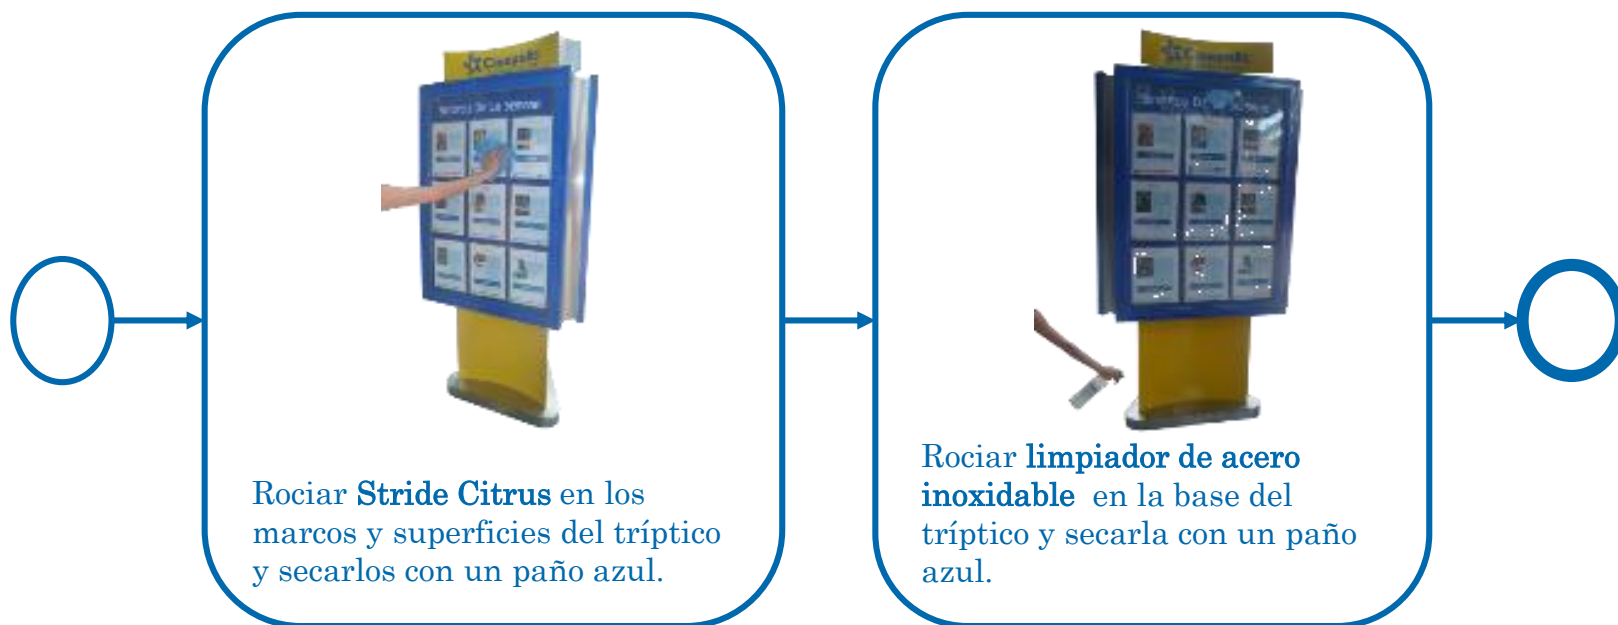 Cinépolis
Rociar Stride Citrus en los
marcos y superficies del tríptico
y secarlos con un paño azul.
Rociar limpiador de acero
inoxidable en la base del
tríptico y secarla con un paño
azul.